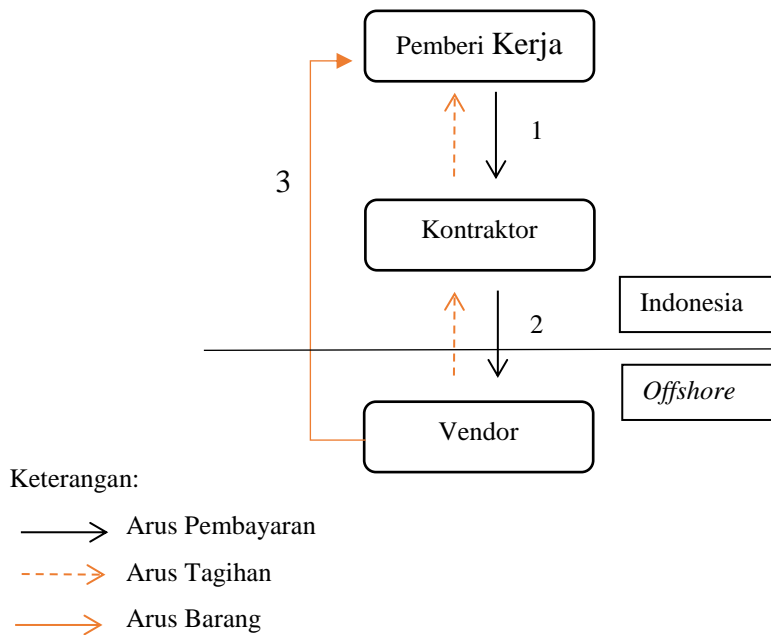 Pemberi Kerja
1
3
Kontraktor
Indonesia
2
Offshore
Vendor
Keterangan:
Arus Pembayaran
Arus Tagihan
Arus Barang